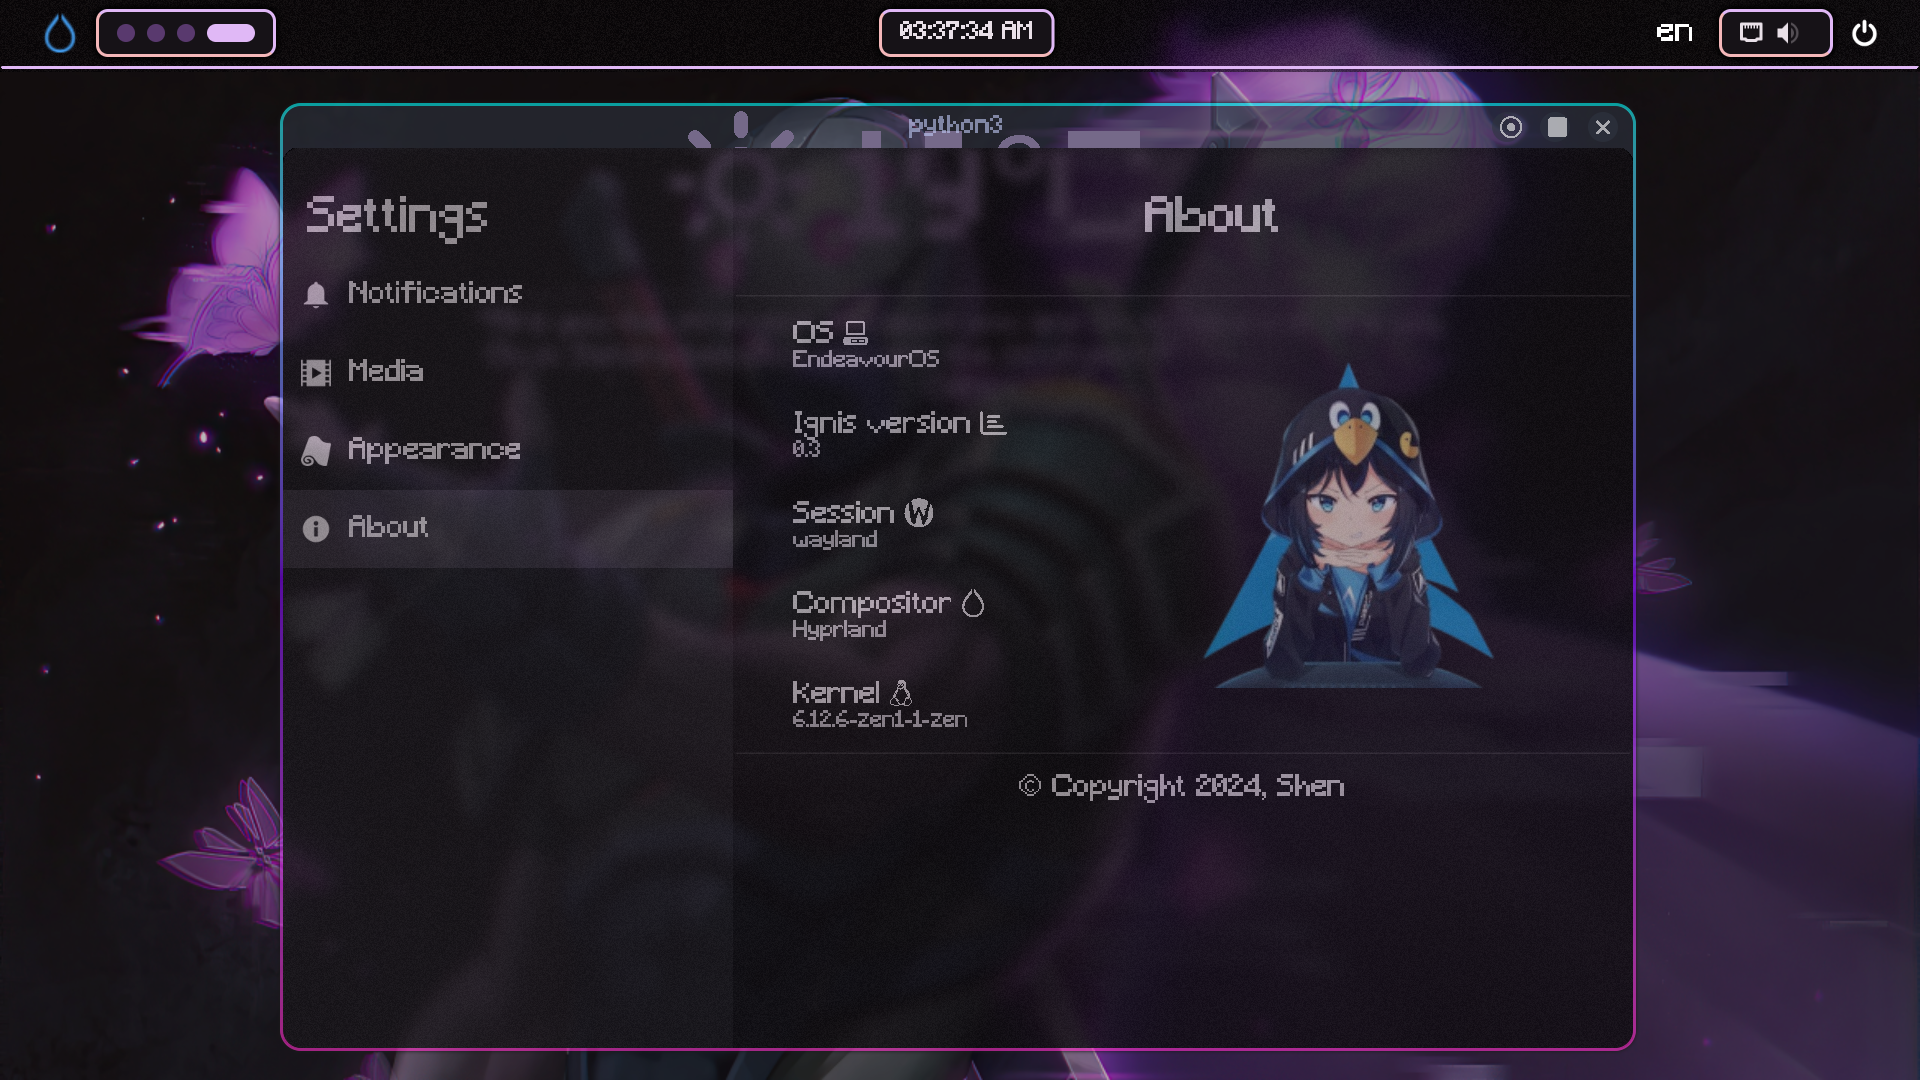 03:37:34 AM
en
python3
19°C
Settings
Notifications
Media
Appearance
About
About
OS
EndeavourOS
Ignis version
0.3
Session
wayland
Compositor
Hyprland
Kernel
6.12.6-zen1-1-zen
© Copyright 2024, Shen